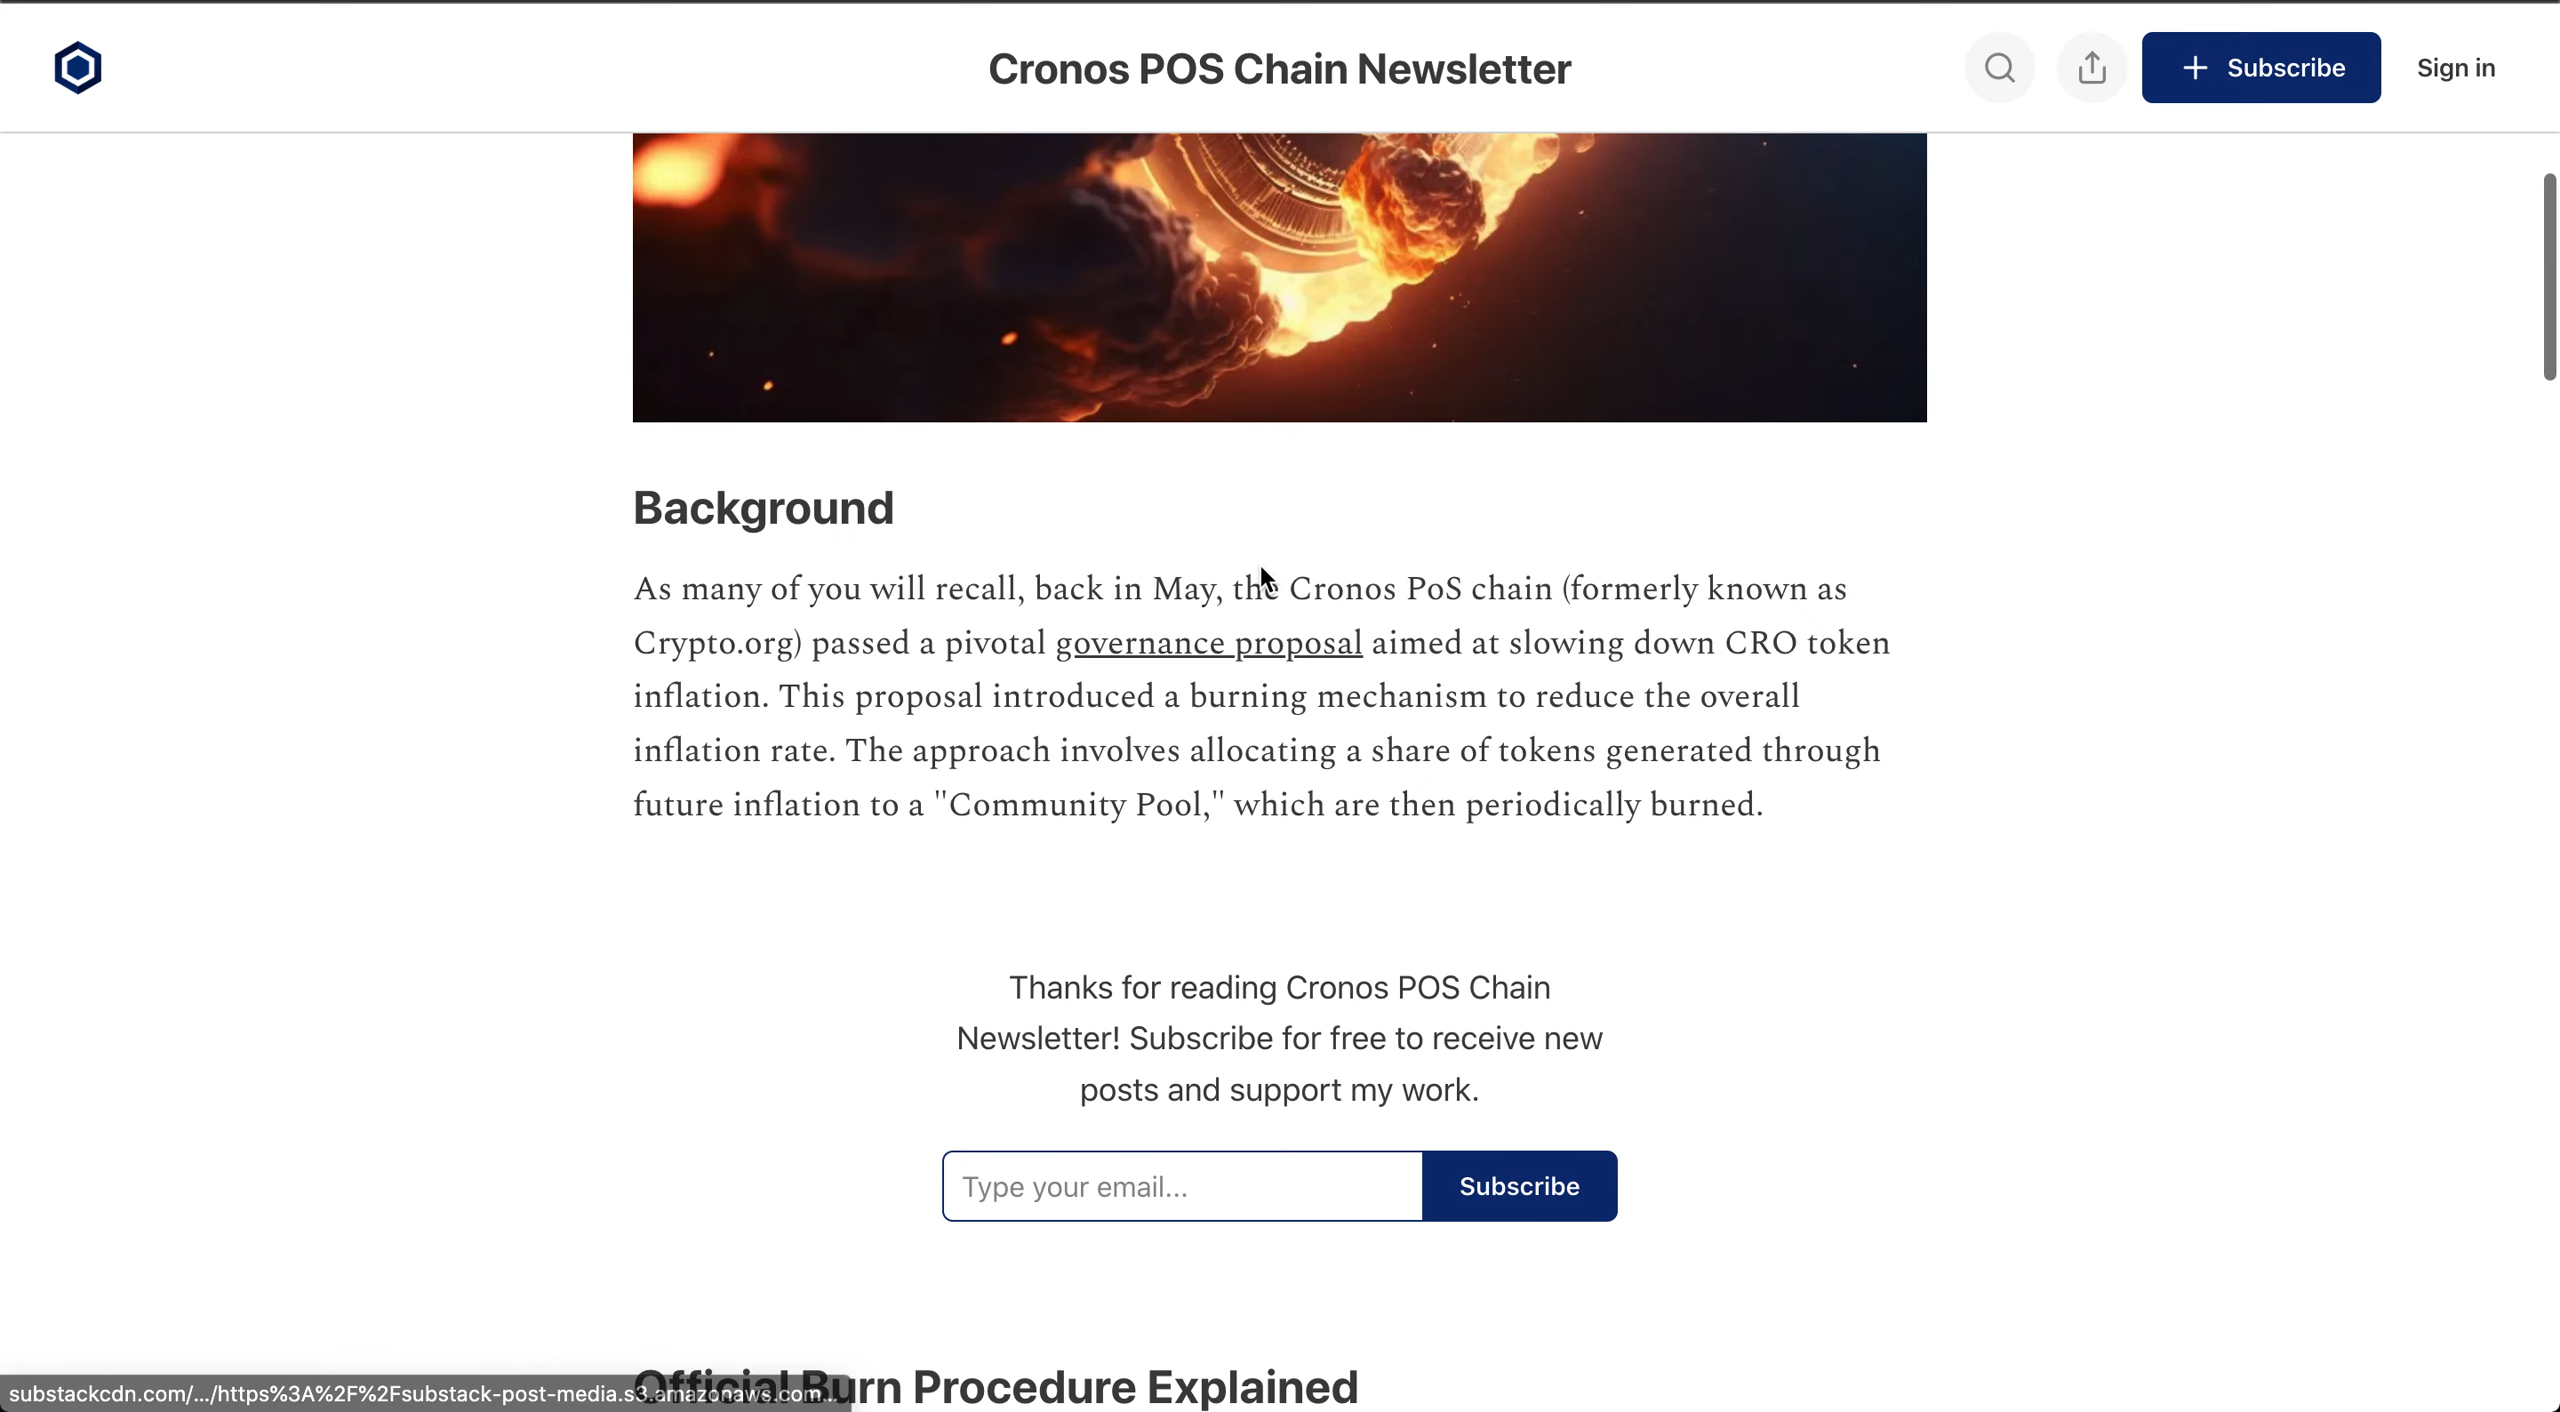 Cronos POS Chain Newsletter
Subscribe
Sign in
Background
As many of you will recall, back in May, the Cronos PoS chain (formerly known as
Crypto.org) passed a pivotal governance proposal aimed at slowing down CRO token
inflation. This proposal introduced a burning mechanism to reduce the overall
inflation rate. The approach involves allocating a share of tokens generated through
future inflation to a "Community Pool," which are then periodically burned.
Thanks for reading Cronos POS Chain
Newsletter! Subscribe for free to receive new
posts and support my work.
Type your email...
Subscribe
Official Burn Procedure Explained
substackcdn.com/.../https%3A%2F%2Fsubstack-post-media.s3.amazonaws.com...